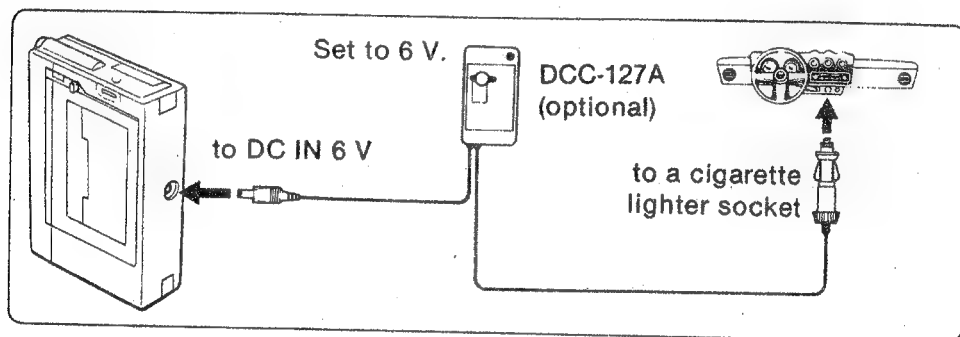 Set to 6 V.
DCC-127A
(optional)
to DC IN 6 V
to a cigarette
lighter socket